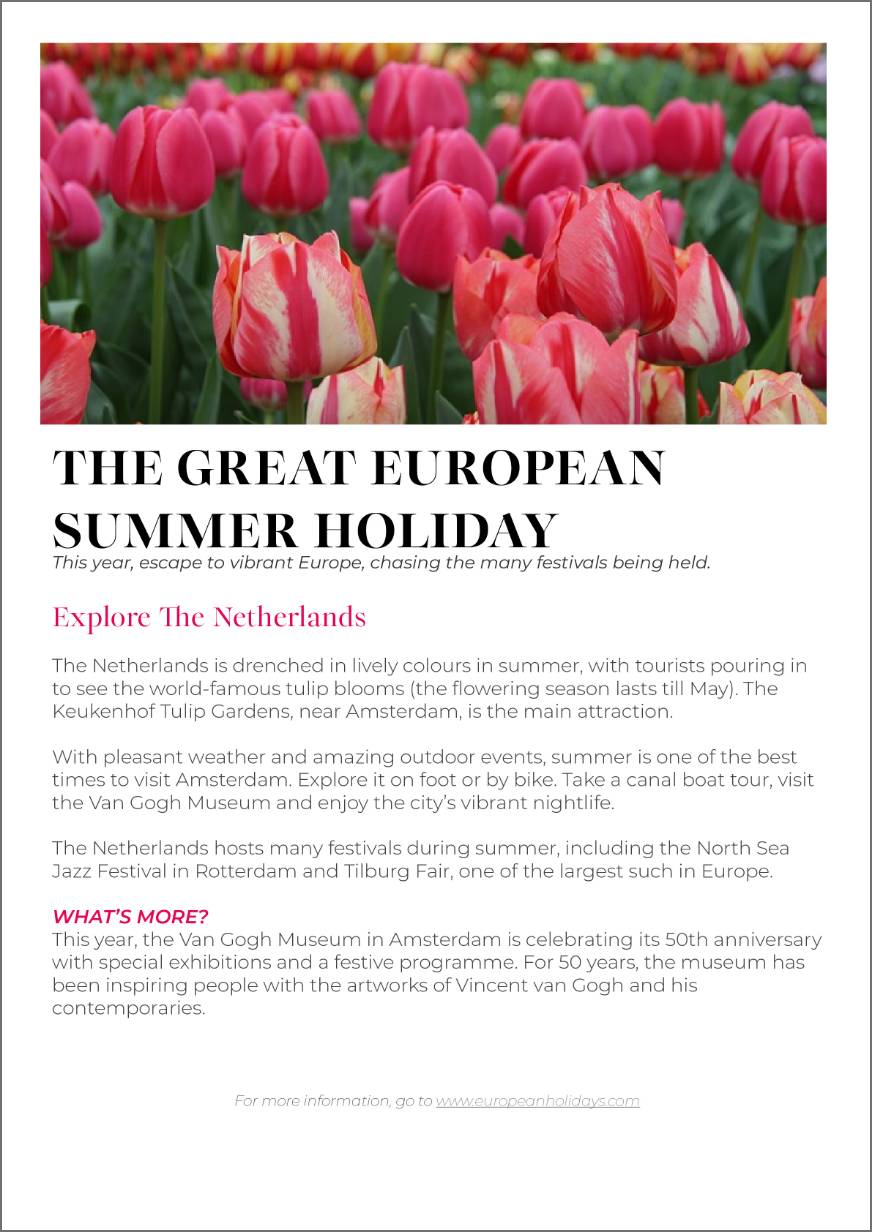 THE GREAT EUROPEAN
SUMMER HOLIDAY
This year, escape to vibrant Europe, chasing the many festivals being held.
Explore The Netherlands
The Netherlands is drenched in lively colours in summer, with tourists pouring in
to see the world-famous tulip blooms (the flowering season lasts till May). The
Keukenhof Tulip Gardens, near Amsterdam, is the main attraction.
With pleasant weather and amazing outdoor events, summer is one of the best
times to visit Amsterdam. Explore it on foot or by bike. Take a canal boat tour, visit
the Van Gogh Museum and enjoy the city’s vibrant nightlife.
The Netherlands hosts many festivals during summer, including the North Sea
Jazz Festival in Rotterdam and Tilburg Fair, one of the largest such in Europe.
WHAT’S MORE?
This year, the Van Gogh Museum in Amsterdam is celebrating its 50th anniversary
with special exhibitions and a festive programme. For 50 years, the museum has
been inspiring people with the artworks of Vincent van Gogh and his
contemporaries.
For more information, go to www.europeanholidays.com